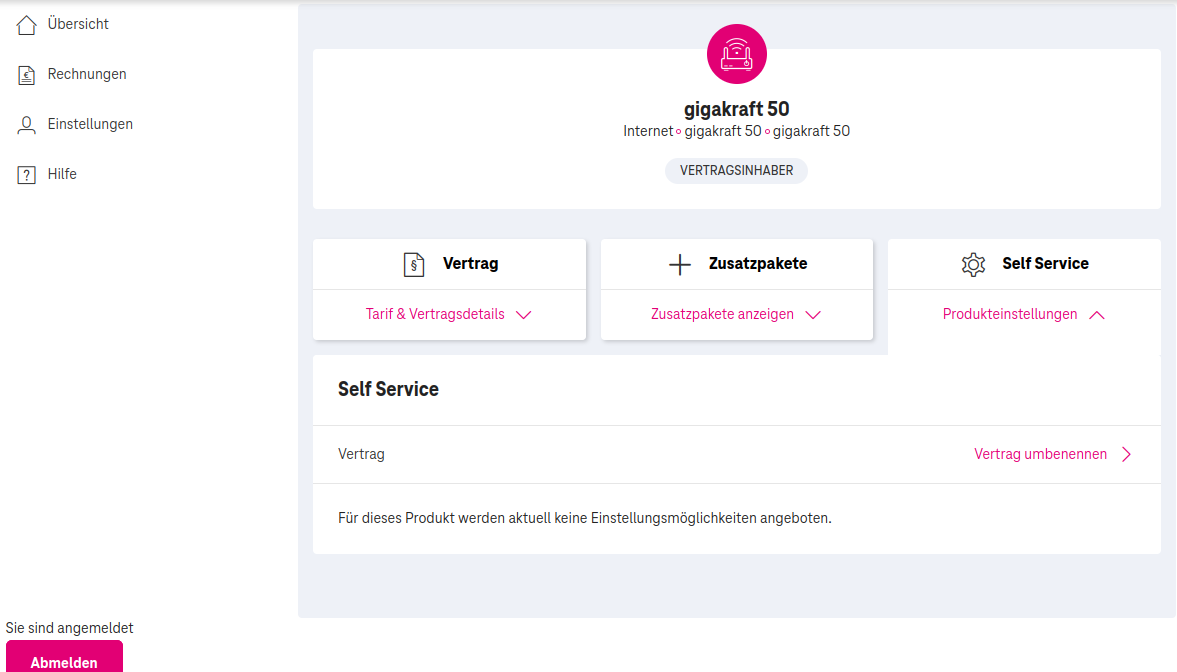 Übersicht
Rechnungen
Einstellungen
Hilfe
gigakraft 50
Internet gigakraft 50 gigakraft 50
VERTRAGSINHABER
§ Vertrag
Tarif & Vertragsdetails
Zusatzpakete
Zusatzpakete anzeigen
Self Service
Produkteinstellungen
Self Service
Vertrag Vertrag umbenennen
Für dieses Produkt werden aktuell keine Einstellungsmöglichkeiten angeboten.
Sie sind angemeldet
Abmelden